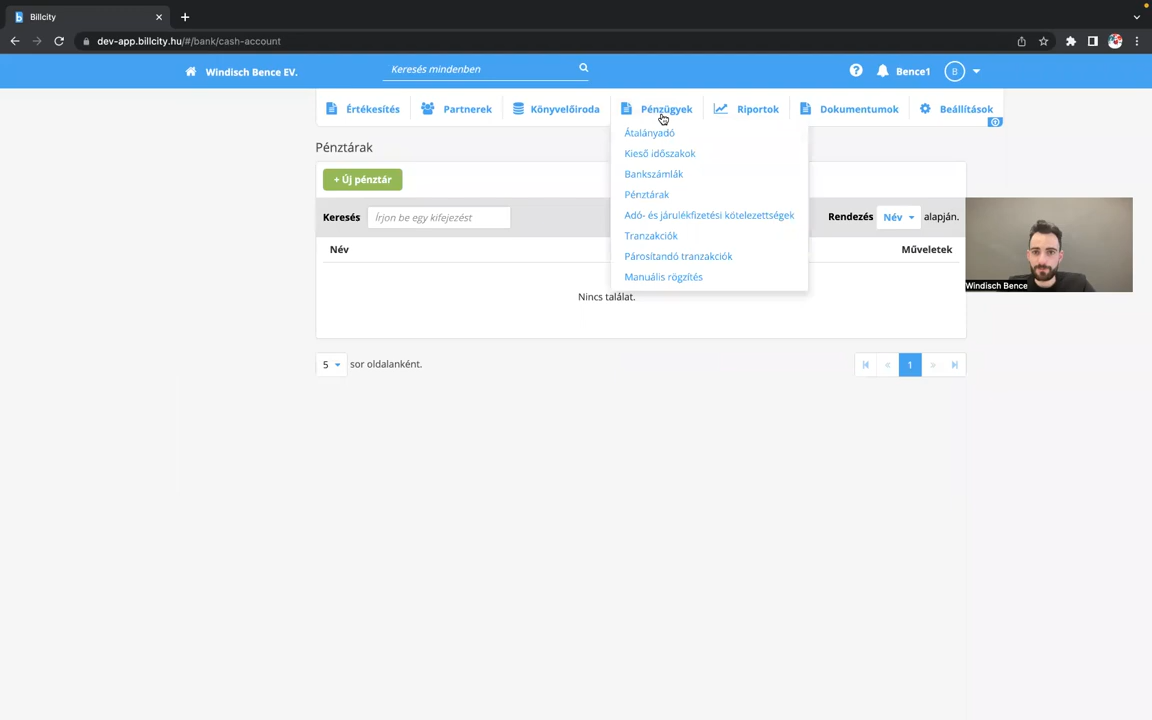 Billcity
dev-app.billcity.hu/#/bank/cash-account
Windisch Bence EV.
Keresés mindenben
Bence1
B
Értékesítés
Partnerek
Könyvelőiroda
Pénzügyek
Riportok
Dokumentumok
Beállítások
Átalányadó
Kieső időszakok
Bankszámlák
Pénztárak
Adó- és járulékfizetési kötelezettségek
Tranzakciók
Párosítandó tranzakciók
Manuális rögzítés
Pénztárak
+ Új pénztár
Keresés
Írjon be egy kifejezést
Rendezés Név alapján.
Név
Műveletek
Nincs találat.
5 sor oldalanként.
1
Windisch Bence